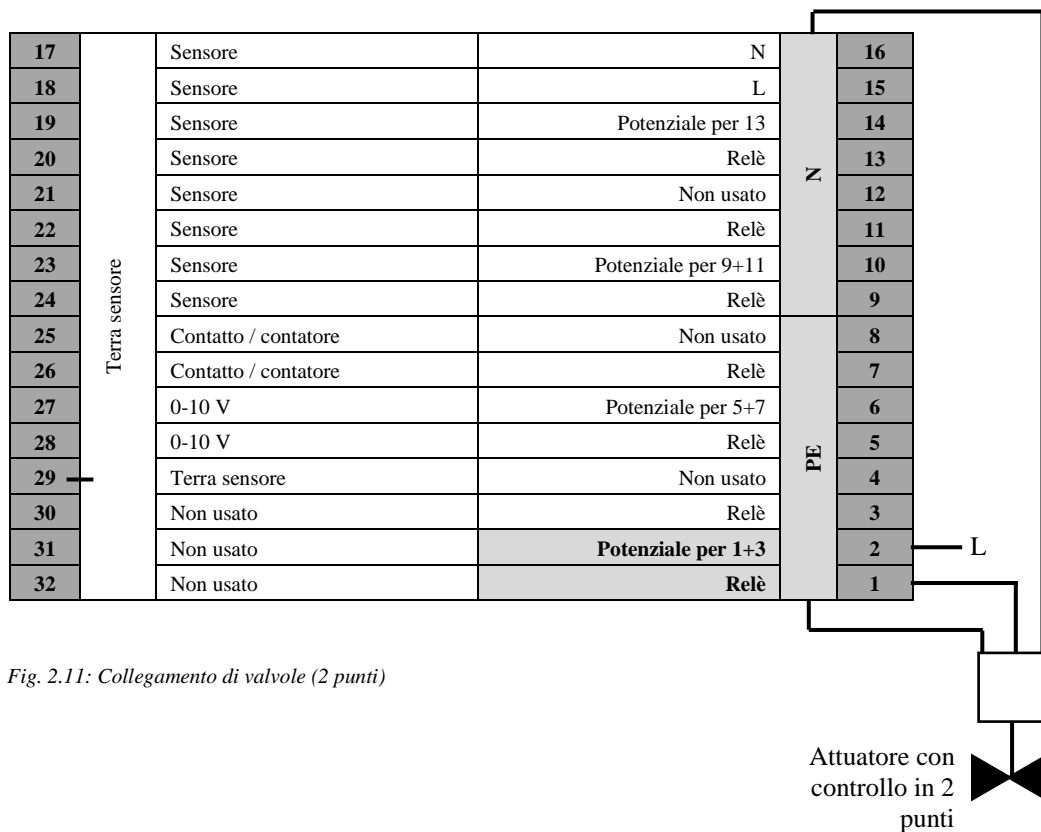 17 Sensore N 16
18 Sensore L 15
19 Sensore Potenziale per 13 14
20 Sensore Relè 13
21 Sensore Non usato 12
22 Sensore Relè 11
23 Sensore Potenziale per 9+11 10
24 Sensore Relè 9
25 Contatto / contatore Non usato 8
26 Contatto / contatore Relè 7
27 0-10 V Potenziale per 5+7 6
28 0-10 V Relè 5
29 Terra sensore Non usato 4
30 Non usato Relè 3
31 Non usato Potenziale per 1+3 2 L
32 Non usato Relè 1
Terra sensore
N
PE
Fig. 2.11: Collegamento di valvole (2 punti)
Attuatore con
controllo in 2
punti